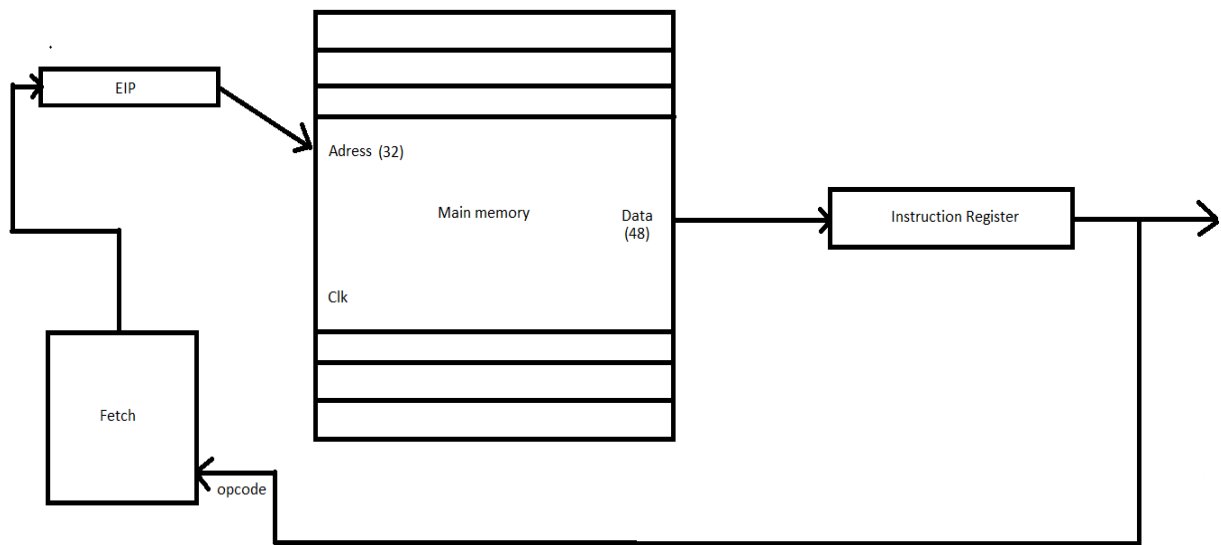 EIP
Adress (32)
Main memory
Data
(48)
Instruction Register
Clk
Fetch
opcode